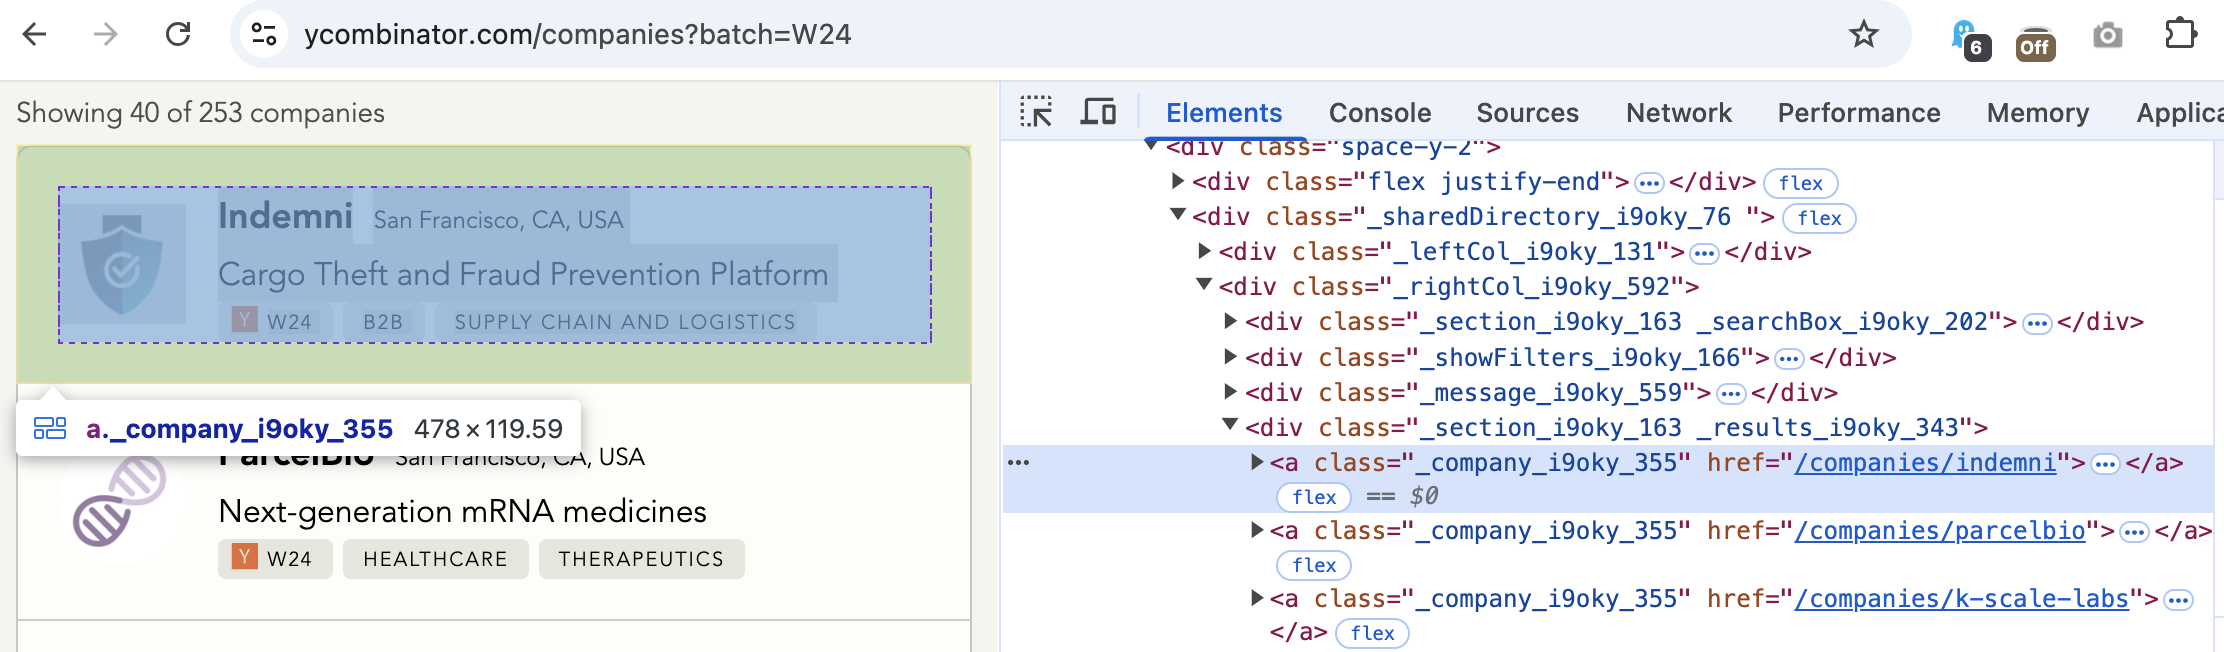 ycombinator.com/companies?batch=W24
6
Off
Showing 40 of 253 companies
Indemni San Francisco, CA, USA
Cargo Theft and Fraud Prevention Platform
Y W24 B2B SUPPLY CHAIN AND LOGISTICS
a._company_i9oky_355 478 × 119.59
ParcelBio San Francisco, CA, USA
Next-generation mRNA medicines
Y W24 HEALTHCARE THERAPEUTICS
Elements Console Sources Network Performance Memory Applica
<div class="space-y-2">
<div class="flex justify-end"> ••• </div> flex
<div class="_sharedDirectory_i9oky_76 "> flex
<div class="_leftCol_i9oky_131"> ••• </div>
<div class="_rightCol_i9oky_592">
<div class="_section_i9oky_163 _searchBox_i9oky_202"> ••• </div>
<div class="_showFilters_i9oky_166"> ••• </div>
<div class="_message_i9oky_559"> ••• </div>
<div class="_section_i9oky_163 _results_i9oky_343">
••• <a class="_company_i9oky_355" href="/companies/indemni"> ••• </a>
flex == $0
<a class="_company_i9oky_355" href="/companies/parcelbio"> ••• </a>
flex
<a class="_company_i9oky_355" href="/companies/k-scale-labs"> •••
</a> flex